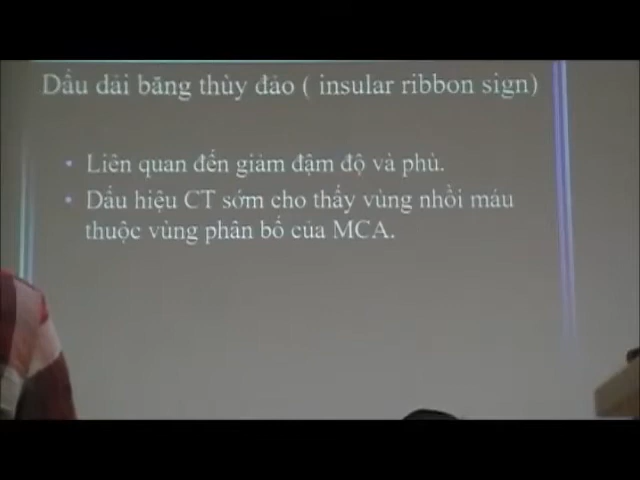 Dấu dải băng thùy đảo ( insular ribbon sign)
• Liên quan đến giảm đậm độ và phù.
• Dấu hiệu CT sớm cho thấy vùng nhồi máu
thuộc vùng phân bố của MCA.